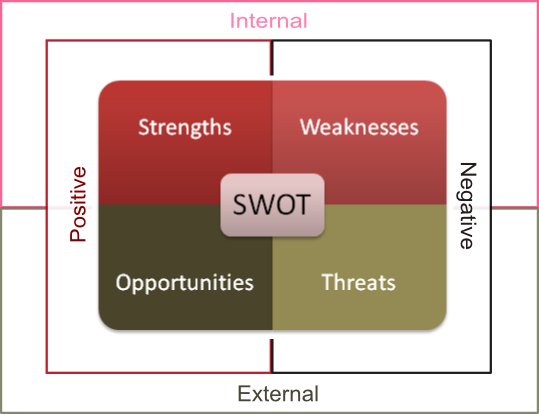 Internal
Strengths
Weaknesses
Positive
SWOT
Negative
Opportunities
Threats
External